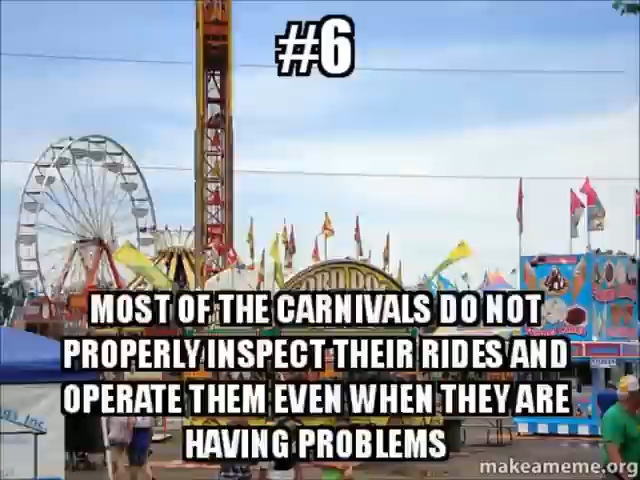 #6
MOST OF THE CARNIVALS DO NOT
PROPERLY INSPECT THEIR RIDES AND
OPERATE THEM EVEN WHEN THEY ARE
HAVING PROBLEMS
makeameme.org